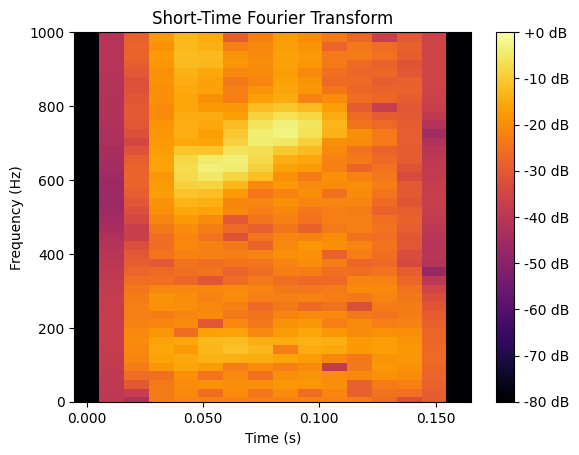 Short-Time Fourier Transform
1000
800
600
400
200
0
Frequency (Hz)
0.000
0.050
0.100
0.150
Time (s)
+0 dB
-10 dB
-20 dB
-30 dB
-40 dB
-50 dB
-60 dB
-70 dB
-80 dB